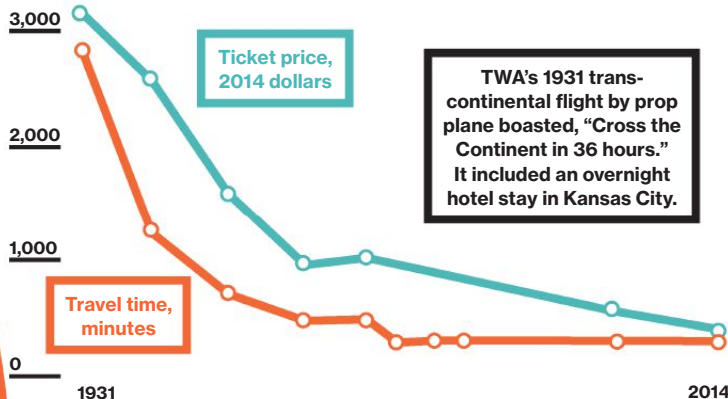 3,000
Ticket price,
2014 dollars
TWA's 1931 trans-
continental flight by prop
plane boasted, “Cross the
Continent in 36 hours.”
It included an overnight
hotel stay in Kansas City.
2,000
1,000
Travel time,
minutes
0
1931
2014